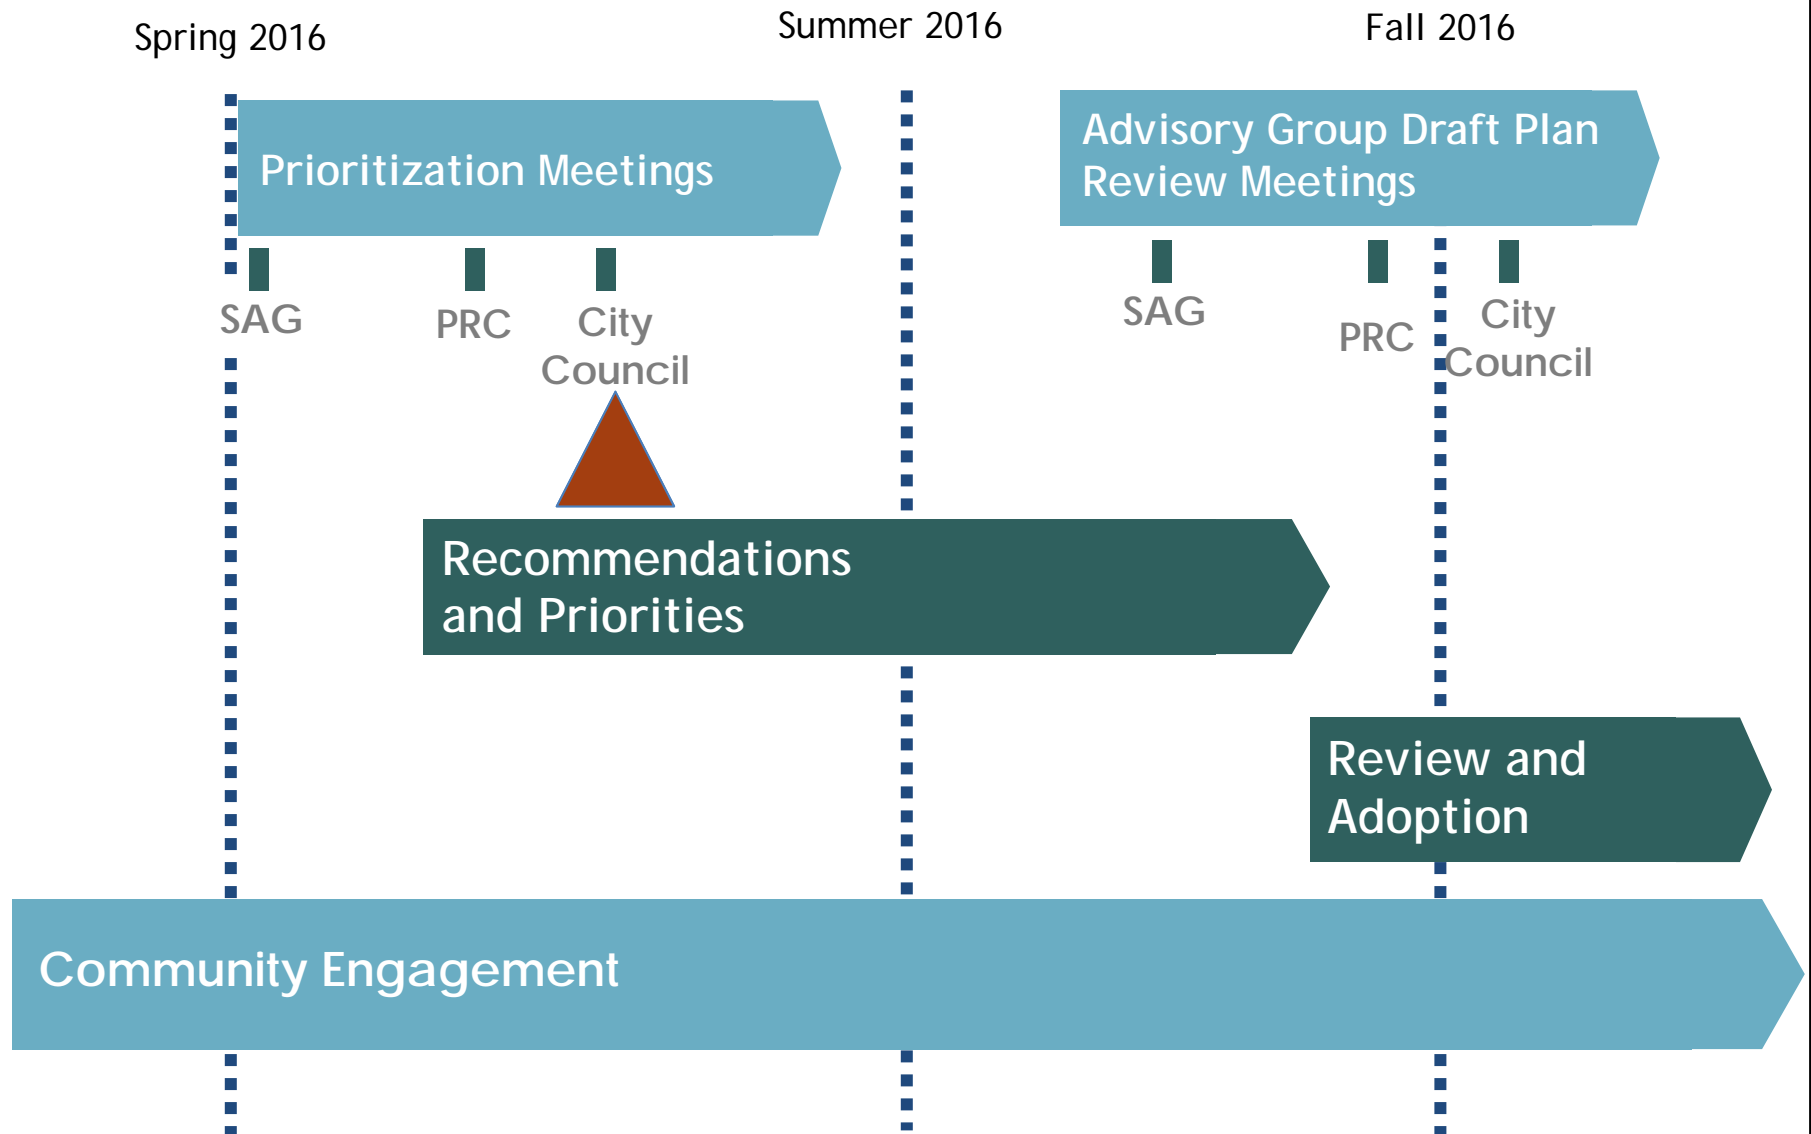 Spring 2016
Summer 2016
Fall 2016
Prioritization Meetings
Advisory Group Draft Plan
Review Meetings
SAG
PRC
City
Council
SAG
PRC
City
Council
Recommendations
and Priorities
Review and
Adoption
Community Engagement